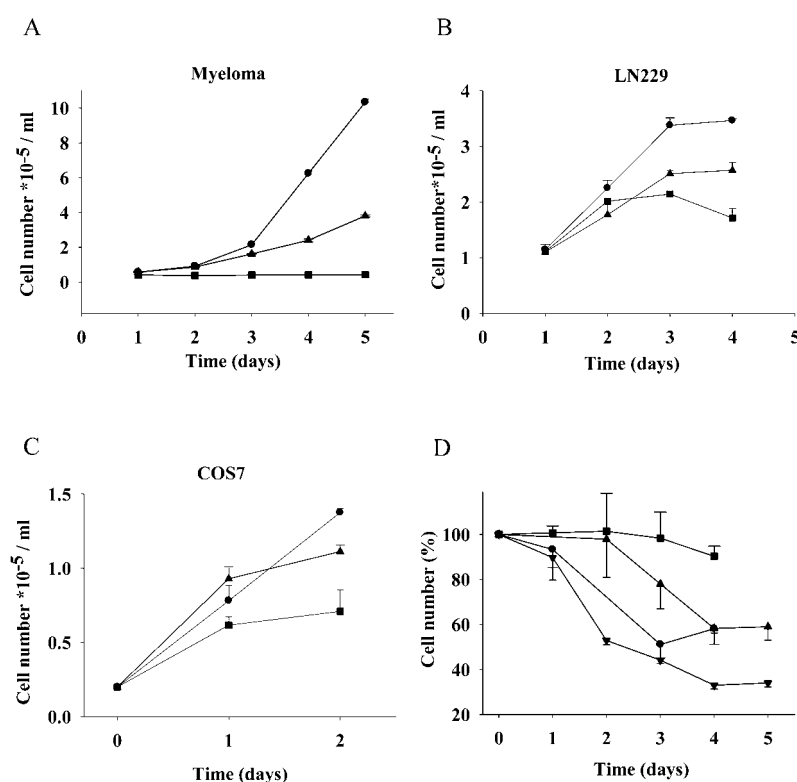 A
Myeloma
Cell number *10-5 / ml
10
8
6
4
2
0
0 1 2 3 4 5
Time (days)
B
LN229
Cell number*10-5 / ml
4
3
2
1
0
0 1 2 3 4 5
Time (days)
C
COS7
Cell number *10-5 / ml
1.5
1.0
0.5
0.0
0 1 2
Time (days)
D
Cell number (%)
100
80
60
40
20
0 1 2 3 4 5
Time (days)